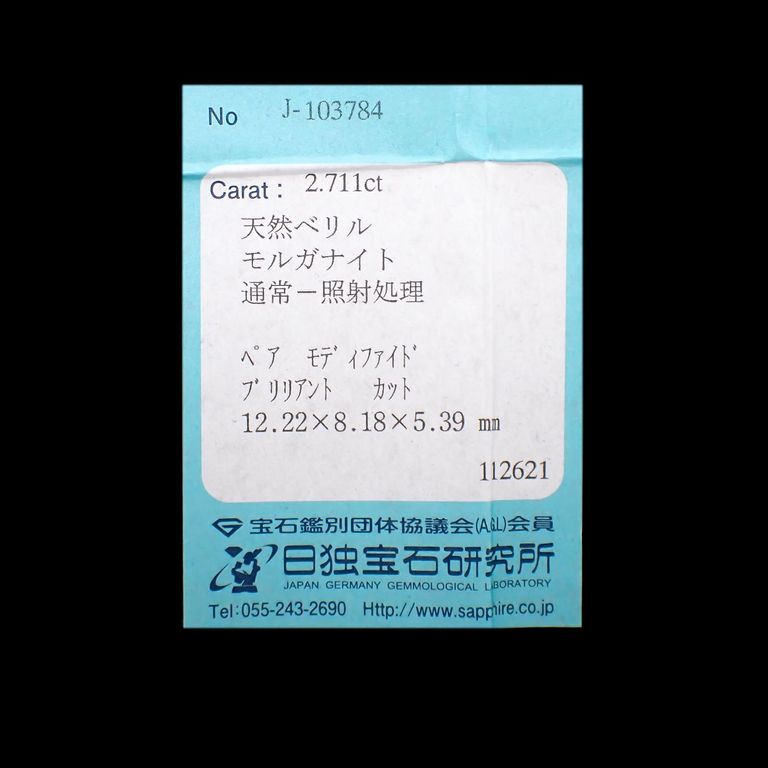 No J-103784
Carat： 2.711ct
天然ベリル
モルガナイト
通常－照射処理
ﾍﾟｱ ﾓﾃﾞｨﾌｧｲﾄﾞ
ﾌﾞﾘﾘｱﾝﾄ ｶｯﾄ
12.22×8.18×5.39 mm
112621
宝石鑑別団体協議会(A.G.L)会員
日独宝石研究所
JAPAN GERMANY GEMMOLOGICAL LABORATORY
Tel:055-243-2690 Http://www.sapphire.co.jp